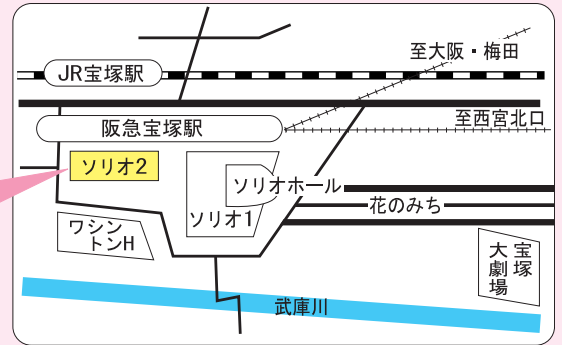 至大阪・梅田
JR宝塚駅
阪急宝塚駅
至西宮北口
ソリオ2
ソリオホール
ソリオ1
花のみち
ワシン
トンH
宝塚
大劇場
武庫川